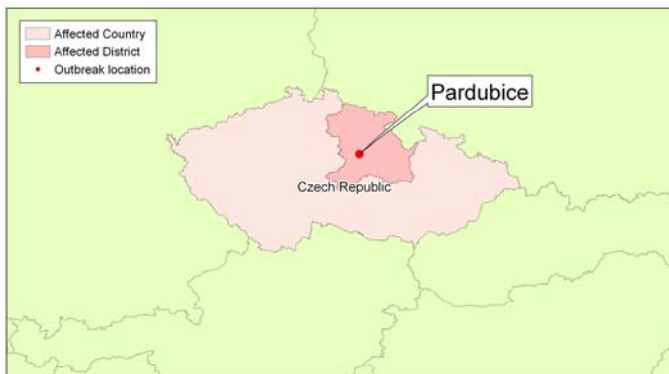 Affected Country
Affected District
Outbreak location
Pardubice
Czech Republic